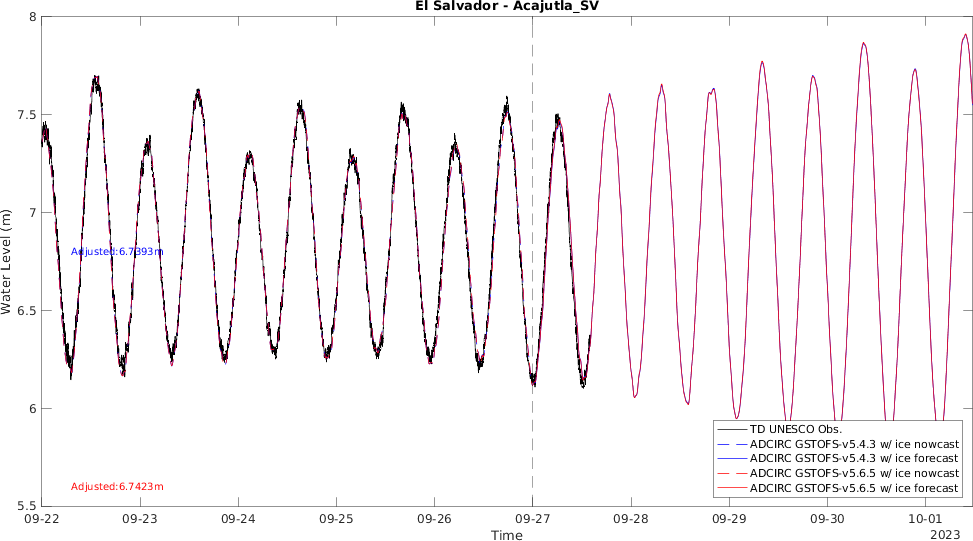 El Salvador - Acajutla_SV
8
7.5
7
6.5
6
5.5
Water Level (m)
Adjusted:6.7393m
Adjusted:6.7423m
TD UNESCO Obs.
ADCIRC GSTOFS-v5.4.3 w/ ice nowcast
ADCIRC GSTOFS-v5.4.3 w/ ice forecast
ADCIRC GSTOFS-v5.6.5 w/ ice nowcast
ADCIRC GSTOFS-v5.6.5 w/ ice forecast
09-22 09-23 09-24 09-25 09-26 09-27 09-28 09-29 09-30 10-01
Time
2023